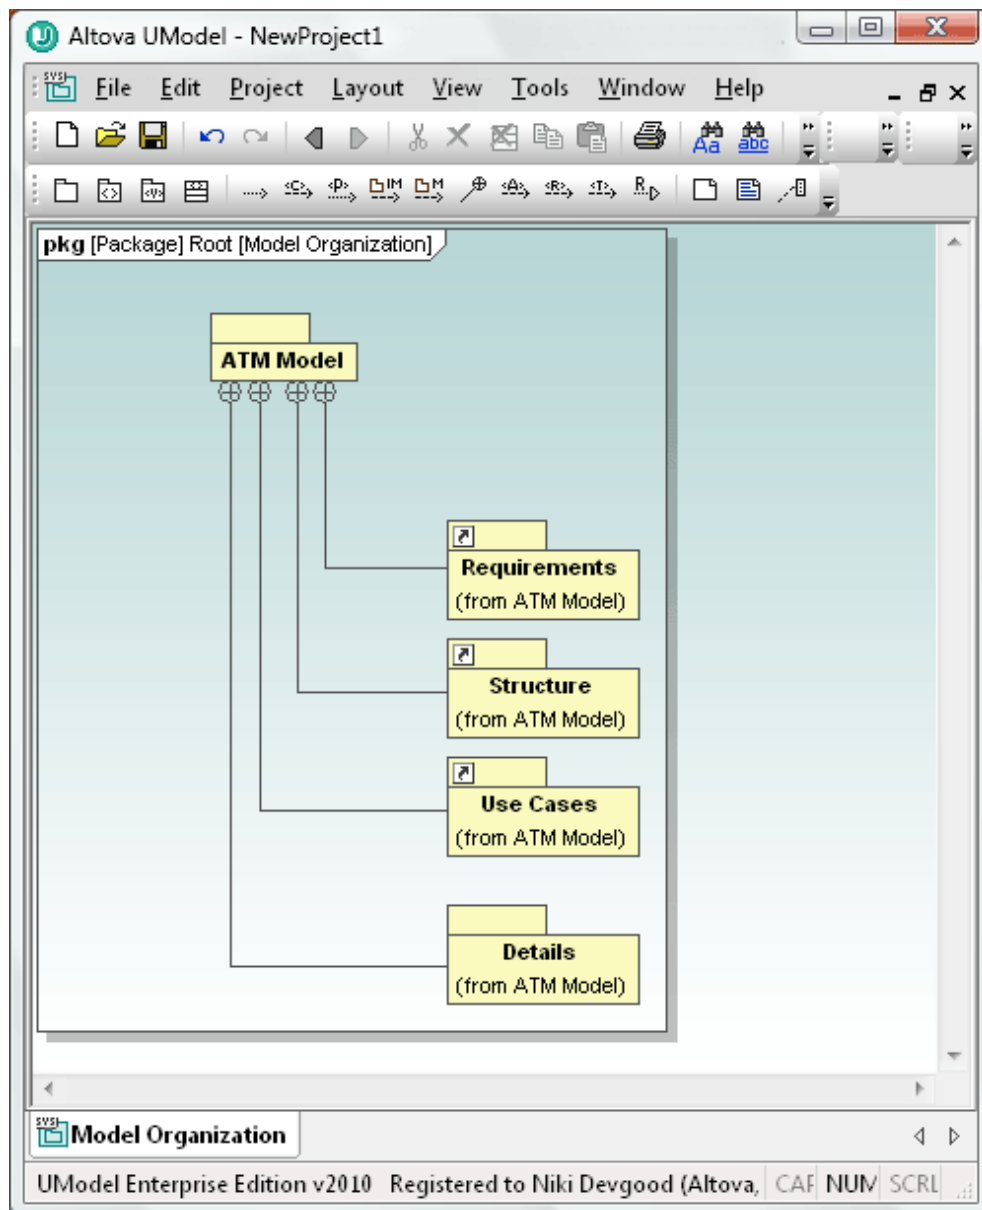 Altova UModel - NewProject1
File Edit Project Layout View Tools Window Help
pkg [Package] Root [Model Organization]
ATM Model
Requirements
(from ATM Model)
Structure
(from ATM Model)
Use Cases
(from ATM Model)
Details
(from ATM Model)
Model Organization
UModel Enterprise Edition v2010 Registered to Niki Devgood (Altova, NUM SCRL